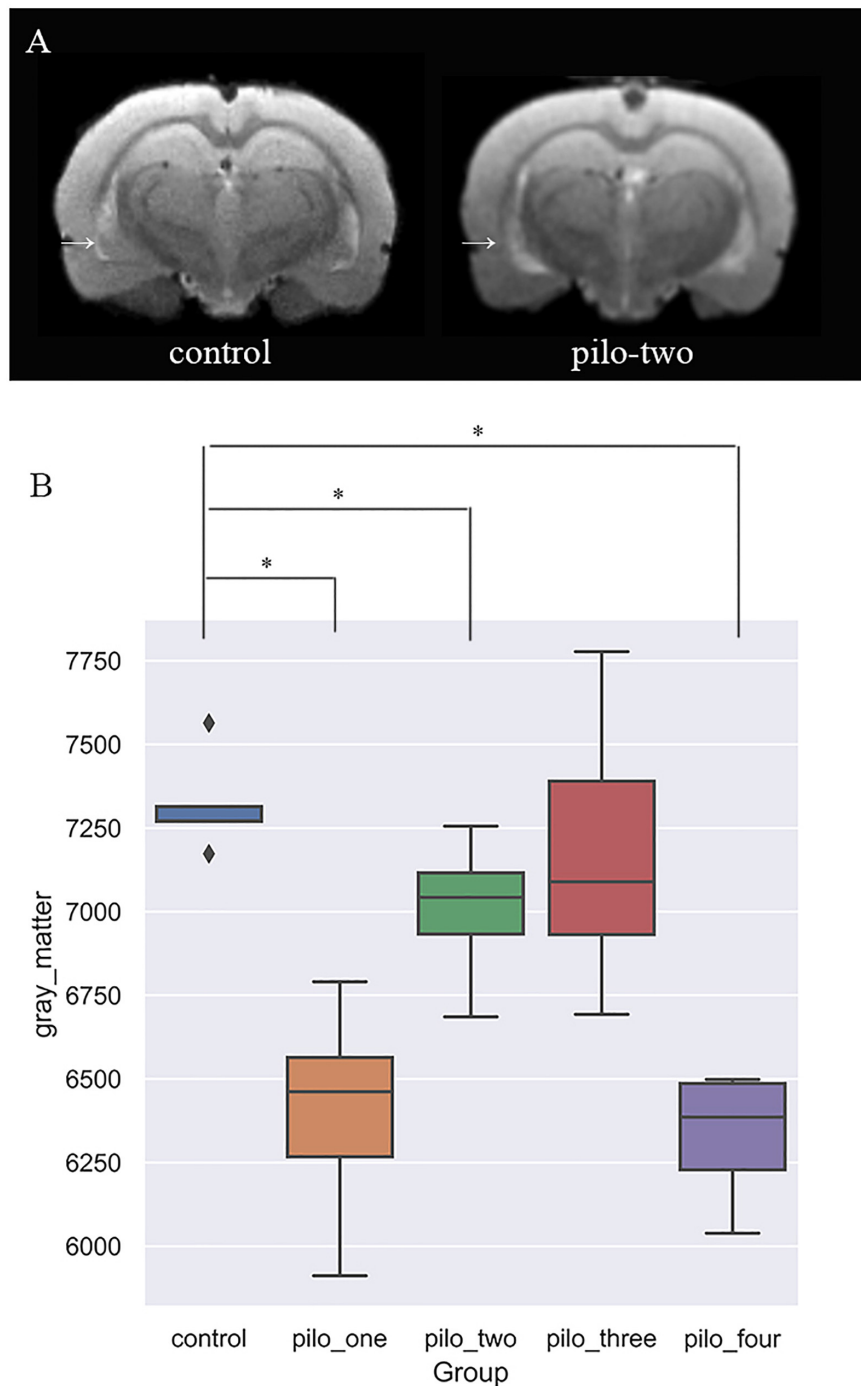 A
control
pilo-two
*
B
*
*
7750
7500
7250
7000
6750
6500
6250
6000
gray_matter
control pilo_one pilo_two pilo_three pilo_four
Group